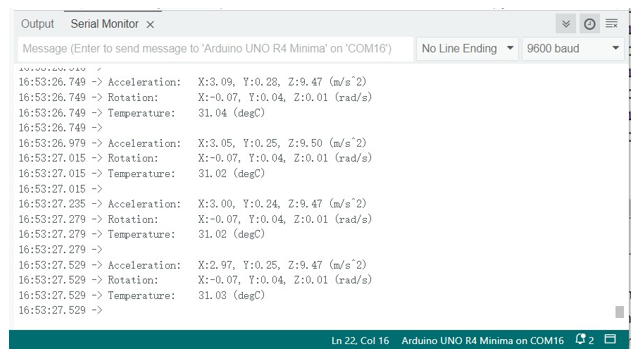 Output Serial Monitor ×
Message (Enter to send message to 'Arduino UNO R4 Minima' on 'COM16') No Line Ending 9600 baud
16:53:26.749 -> Acceleration: X:3.09, Y:0.28, Z:9.47 (m/s^2)
16:53:26.749 -> Rotation: X:-0.07, Y:0.04, Z:0.01 (rad/s)
16:53:26.749 -> Temperature: 31.04 (degC)
16:53:26.749 ->
16:53:26.979 -> Acceleration: X:3.05, Y:0.25, Z:9.50 (m/s^2)
16:53:27.015 -> Rotation: X:-0.07, Y:0.04, Z:0.01 (rad/s)
16:53:27.015 -> Temperature: 31.02 (degC)
16:53:27.015 ->
16:53:27.235 -> Acceleration: X:3.00, Y:0.24, Z:9.47 (m/s^2)
16:53:27.279 -> Rotation: X:-0.07, Y:0.04, Z:0.01 (rad/s)
16:53:27.279 -> Temperature: 31.02 (degC)
16:53:27.279 ->
16:53:27.529 -> Acceleration: X:2.97, Y:0.25, Z:9.47 (m/s^2)
16:53:27.529 -> Rotation: X:-0.07, Y:0.04, Z:0.01 (rad/s)
16:53:27.529 -> Temperature: 31.03 (degC)
16:53:27.529 ->
Ln 22, Col 16 Arduino UNO R4 Minima on COM16 2